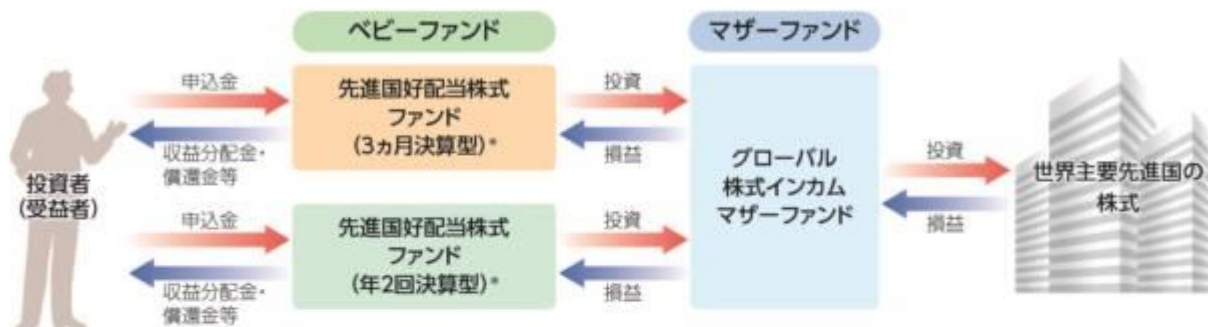 ベビーファンド
マザーファンド
申込金
収益分配金・
償還金等
先進国好配当株式
ファンド
(3ヵ月決算型)*
投資
損益
投資者
(受益者)
グローバル
株式インカム
マザーファンド
投資
損益
世界主要先進国の
株式
申込金
収益分配金・
償還金等
先進国好配当株式
ファンド
(年2回決算型)*
投資
損益